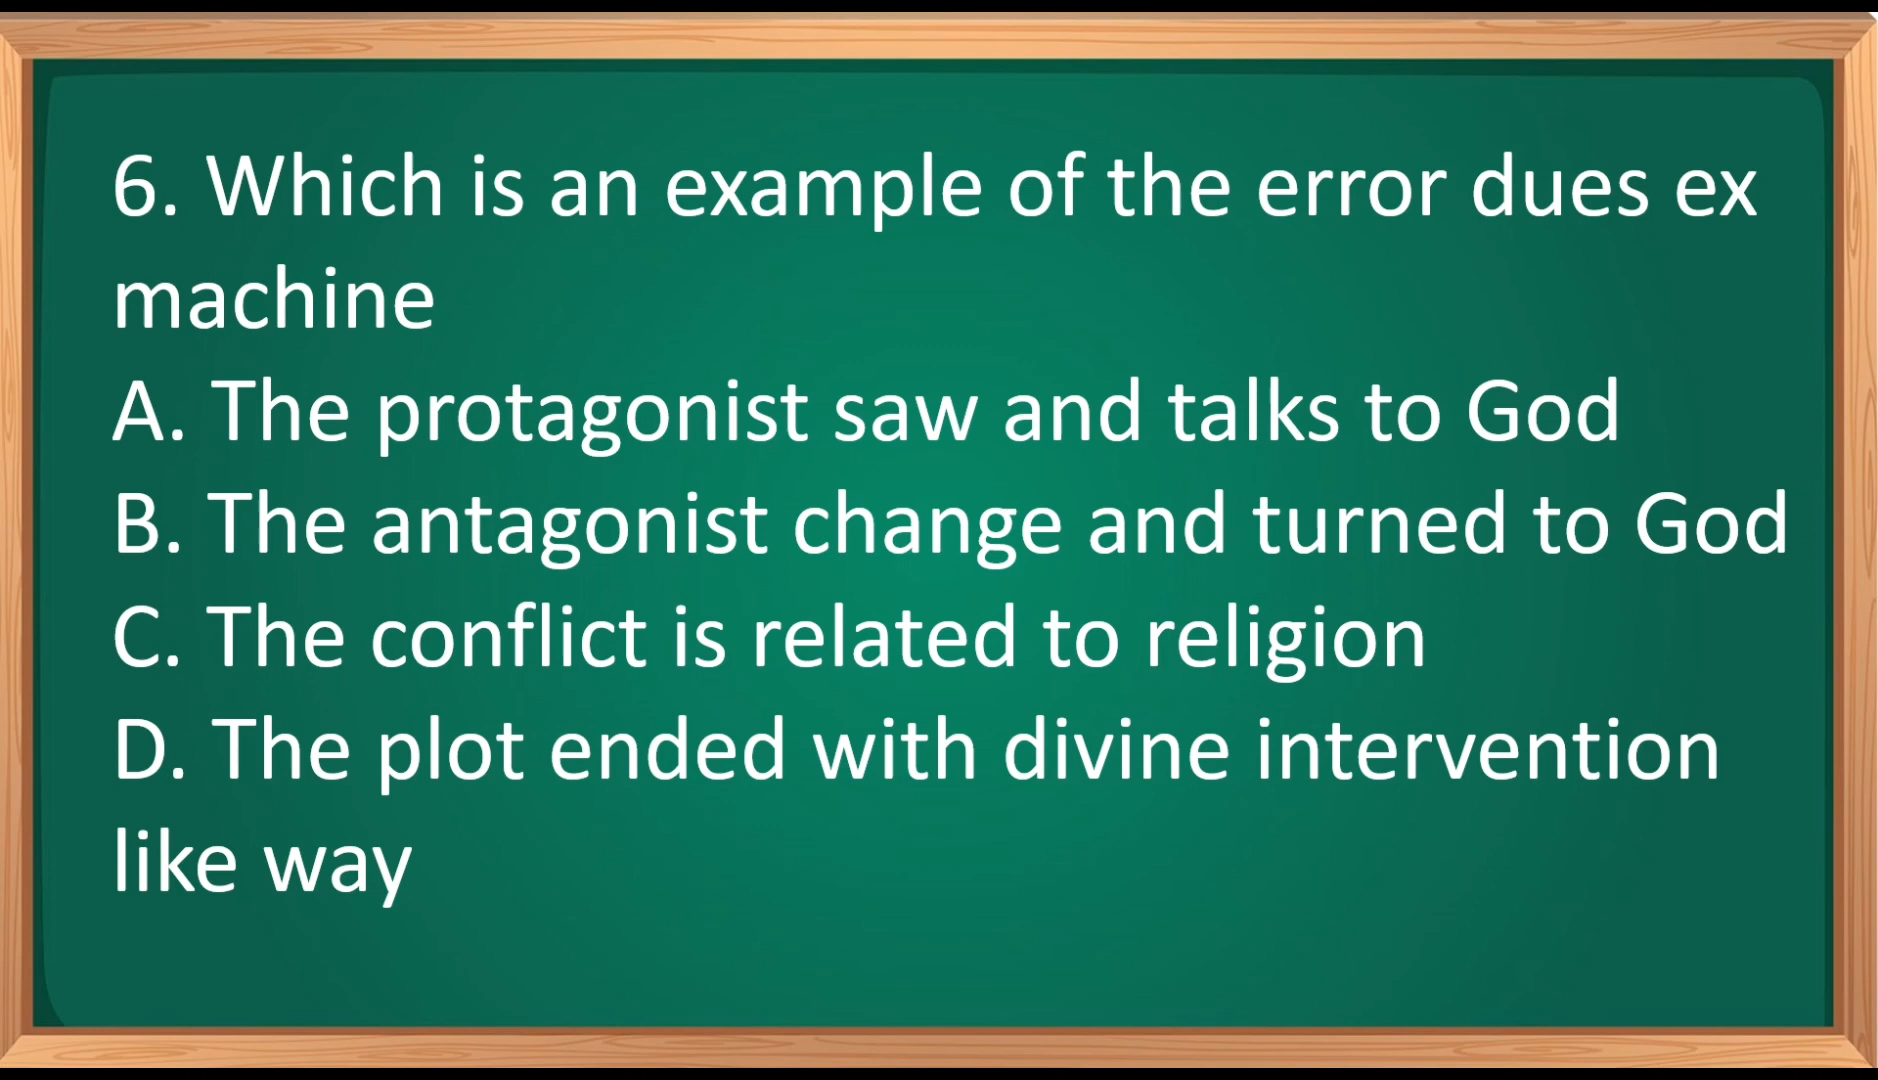 6. Which is an example of the error dues ex
machine
A. The protagonist saw and talks to God
B. The antagonist change and turned to God
C. The conflict is related to religion
D. The plot ended with divine intervention
like way